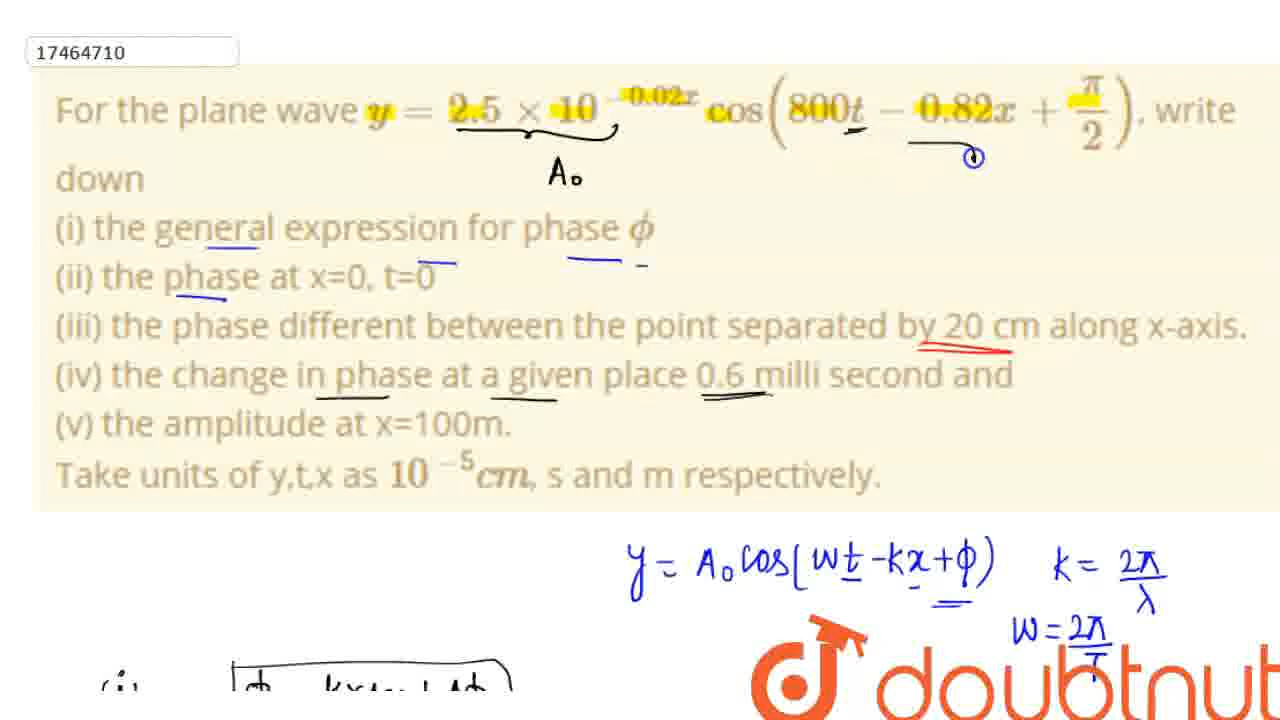 17464710
For the plane wave y = 2.5 × 10^{-0.02x} cos(800t − 0.82x + π/2), write
down
A₀
(i) the general expression for phase ϕ
(ii) the phase at x=0, t=0
(iii) the phase different between the point separated by 20 cm along x-axis.
(iv) the change in phase at a given place 0.6 milli second and
(v) the amplitude at x=100m.
Take units of y,t,x as 10^{-5}cm, s and m respectively.
y = A₀ cos(ωt − kx + ϕ) k = 2π/λ
ω = 2π/T
doubtnut
(i)